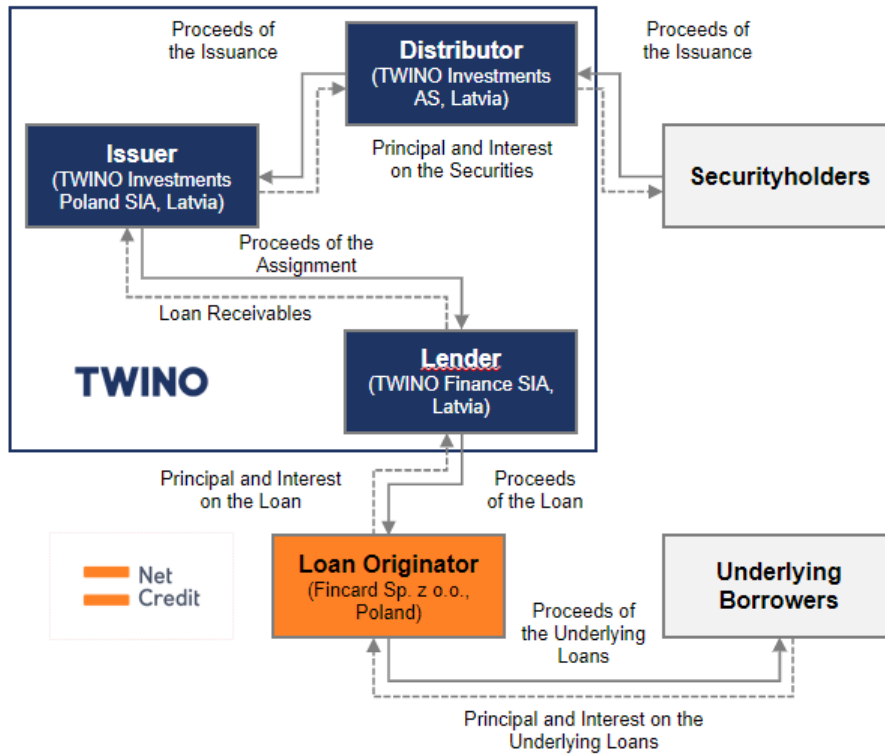 Proceeds of
the Issuance
Distributor
(TWINO Investments
AS, Latvia)
Proceeds of
the Issuance
Issuer
(TWINO Investments
Poland SIA, Latvia)
Principal and Interest
on the Securities
Securityholders
Proceeds of the
Assignment
Loan Receivables
TWINO
Lender
(TWINO Finance SIA,
Latvia)
Principal and Interest
on the Loan
Proceeds
of the Loan
Net
Credit
Loan Originator
(Fincard Sp. z o.o.,
Poland)
Underlying
Borrowers
Proceeds of
the Underlying
Loans
Principal and Interest on the
Underlying Loans